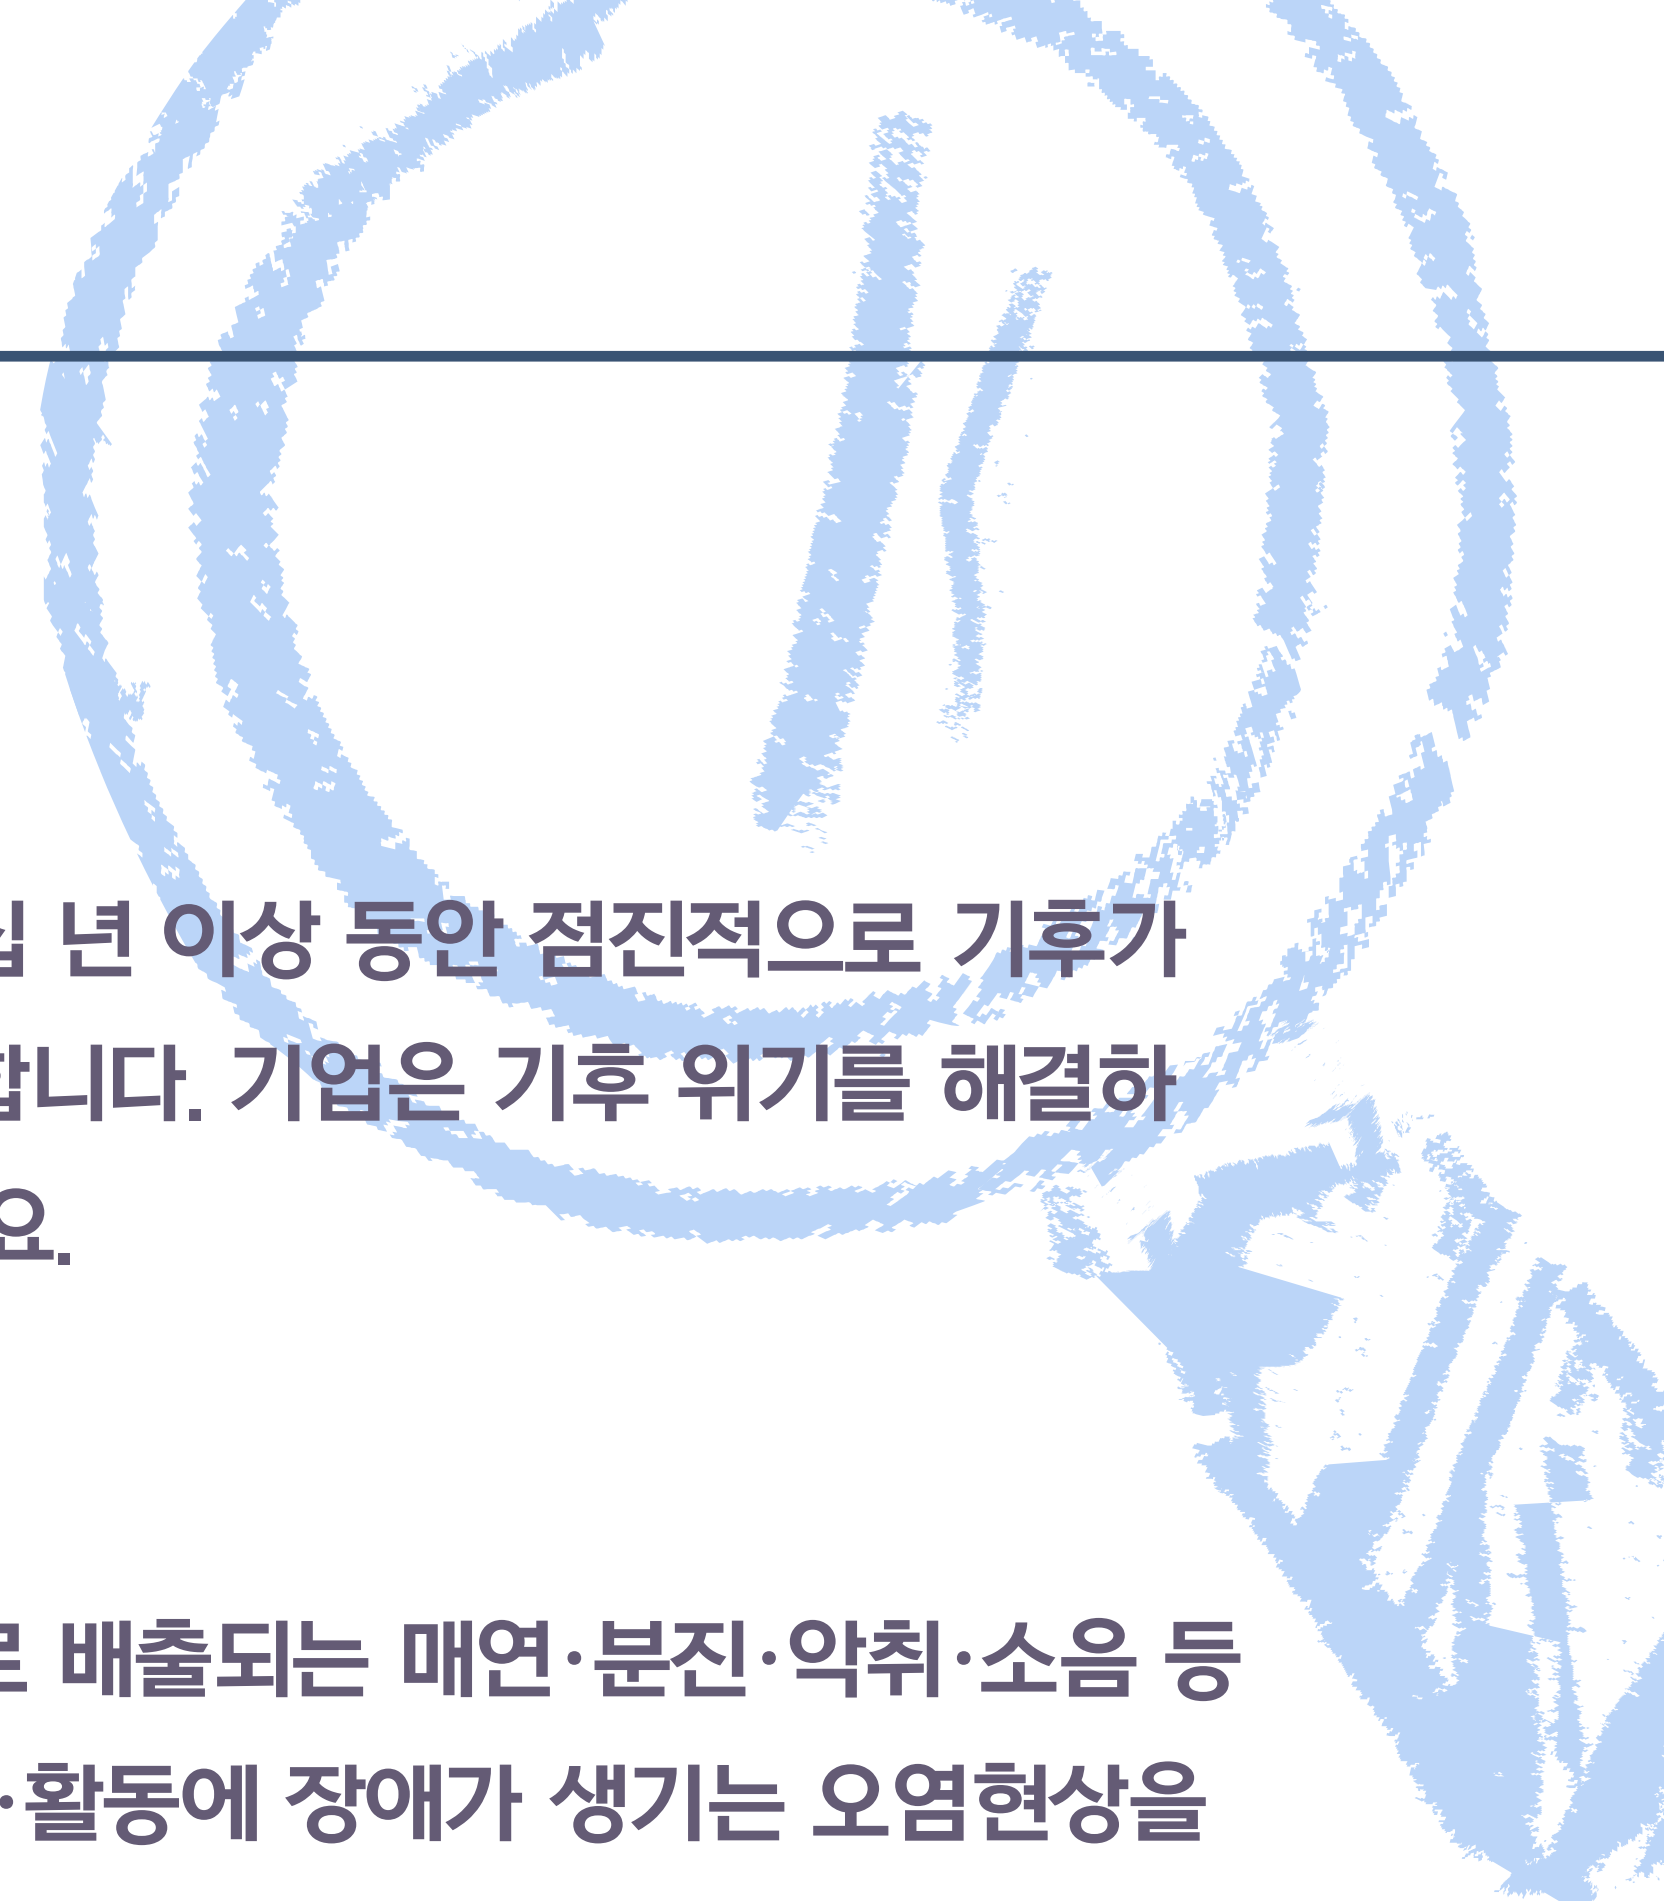 년 이상 동안 점진적으로 기후가
합니다. 기업은 기후 위기를 해결하
요.
배출되는 매연·분진·악취·소음 등
·활동에 장애가 생기는 오염현상을